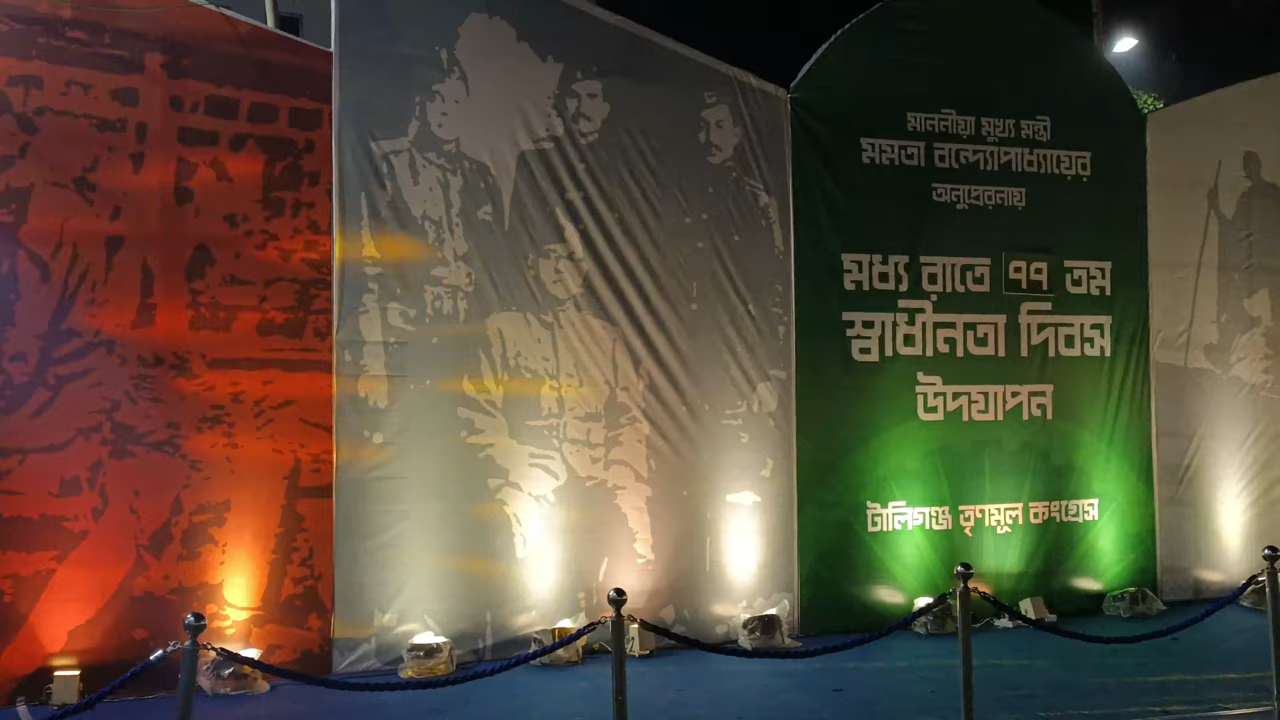 মাননীয়া মুখ্য মন্ত্রী
মমতা বন্দ্যোপাধ্যায়ের
অনুপ্রেরনায়
মধ্য রাতে ৭৭ তম
স্বাধীনতা দিবস
উদযাপন
টালিগঞ্জ তৃণমূল কংগ্রেস